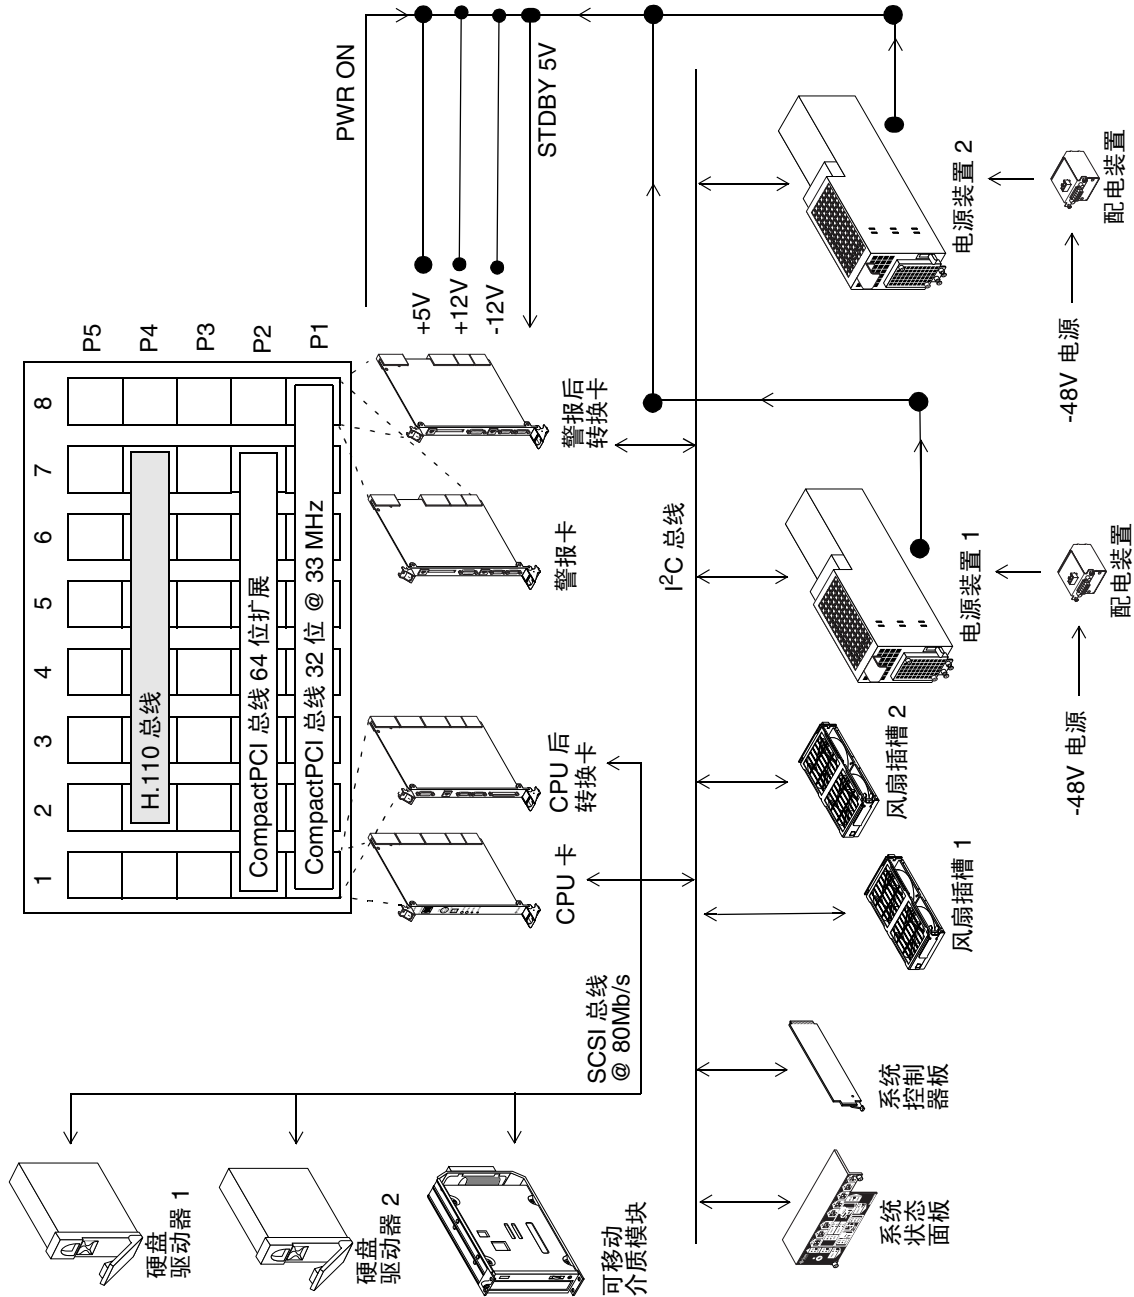 1
2
3
4
5
6
7
8
P5
P4
P3
P2
P1
H.110 总线
CompactPCI 总线 64 位扩展
CompactPCI 总线 32 位 @ 33 MHz
PWR ON
+5V
+12V
-12V
STDBY 5V
CPU 卡
CPU 后
转换卡
警报卡
警报后
转换卡
SCSI 总线
@ 80Mb/s
I²C 总线
硬盘
驱动器 1
硬盘
驱动器 2
可移动
介质模块
系统
状态
面板
系统
控制
器板
风扇插槽 1
风扇插槽 2
电源装置 1
电源装置 2
-48V 电源
配电装置
-48V 电源
配电装置